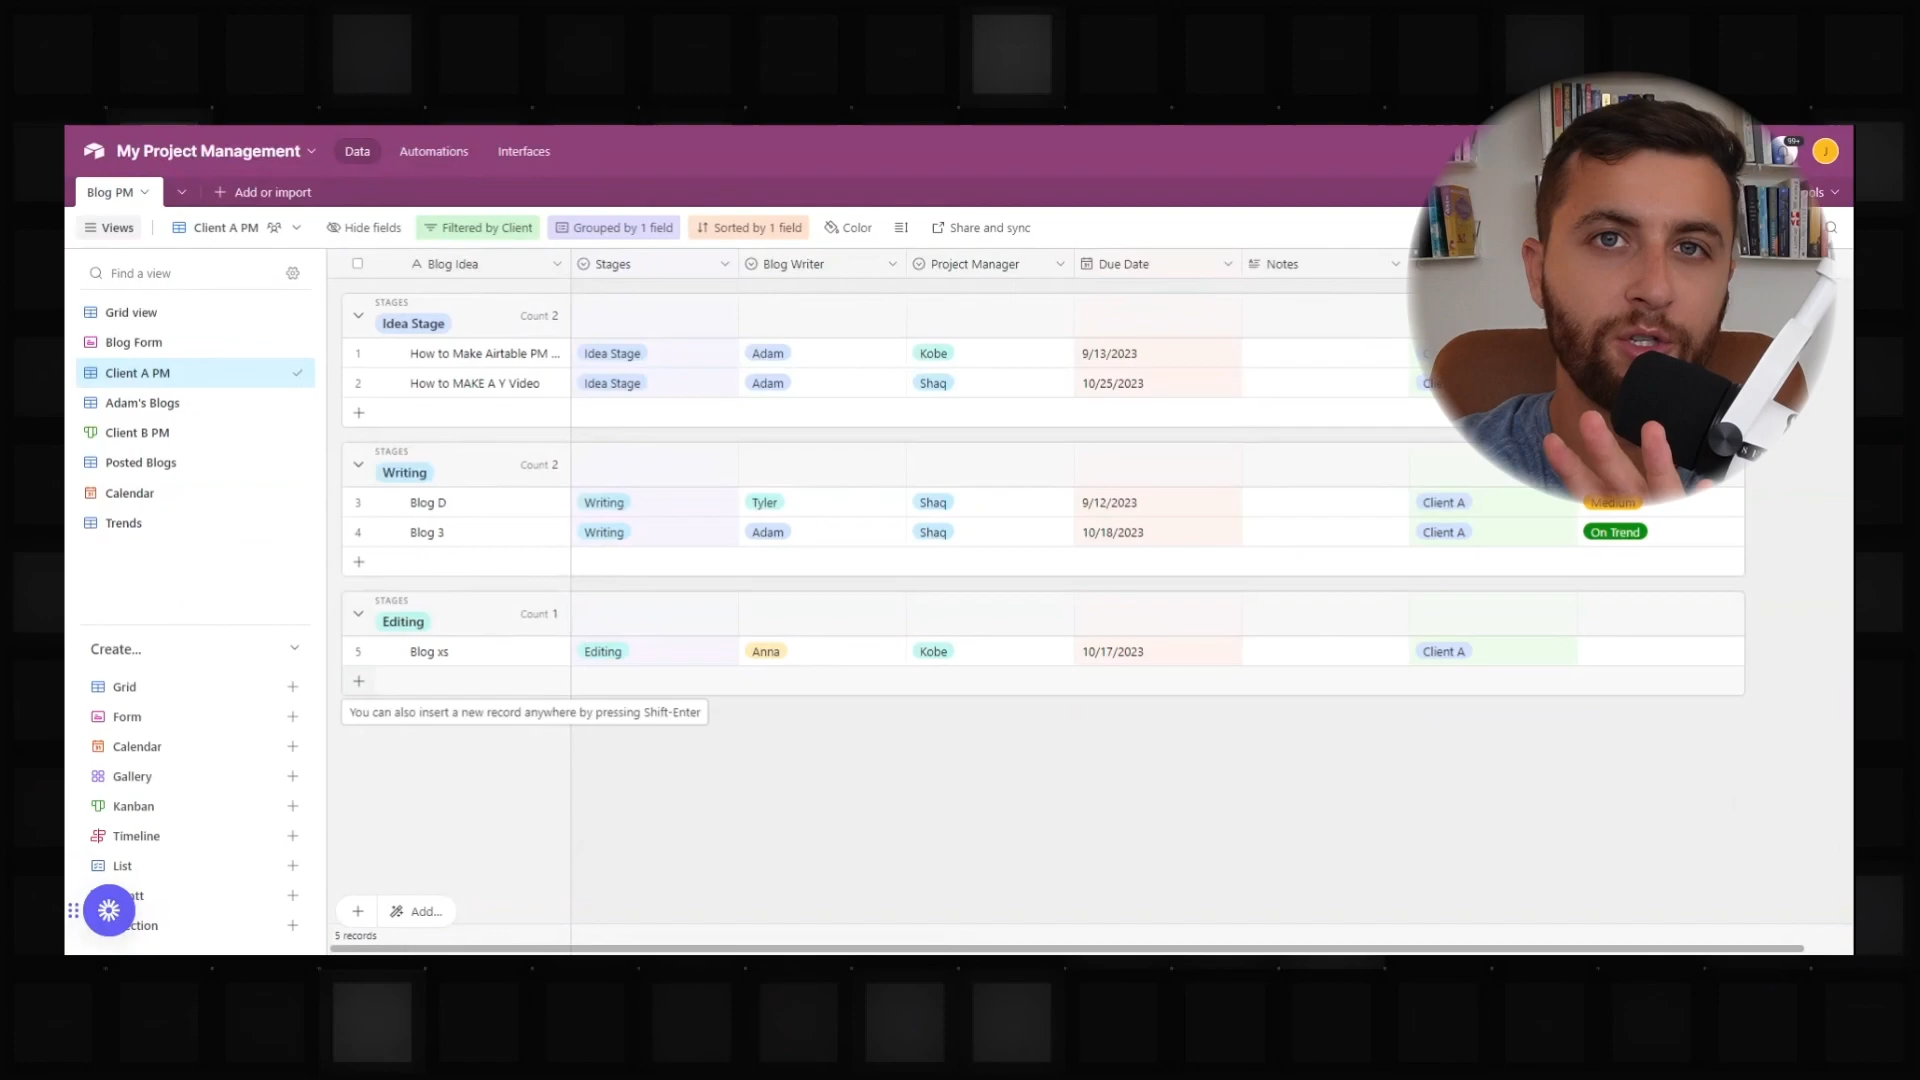 My Project Management
Data
Automations
Interfaces
99+
J
Blog PM
Add or import
Views
Client A PM
Hide fields
Filtered by Client
Grouped by 1 field
Sorted by 1 field
Color
Share and sync
Find a view
Grid view
Blog Form
Client A PM
Adam's Blogs
Client B PM
Posted Blogs
Calendar
Trends
Create...
Grid
Form
Calendar
Gallery
Kanban
Timeline
List
Blog Idea
Stages
Blog Writer
Project Manager
Due Date
Notes
STAGES
Idea Stage
Count 2
1 How to Make Airtable PM ... Idea Stage Adam Kobe 9/13/2023
2 How to MAKE A Y Video Idea Stage Adam Shaq 10/25/2023
STAGES
Writing
Count 2
3 Blog D Writing Tyler Shaq 9/12/2023 Client A Medium
4 Blog 3 Writing Adam Shaq 10/18/2023 Client A On Trend
STAGES
Editing
Count 1
5 Blog xs Editing Anna Kobe 10/17/2023 Client A
You can also insert a new record anywhere by pressing Shift-Enter
Add...
5 records